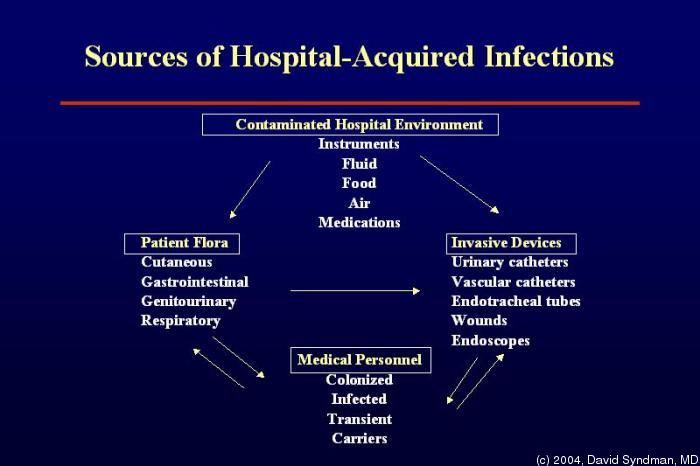 Sources of Hospital-Acquired Infections
Contaminated Hospital Environment
Instruments
Fluid
Food
Air
Medications
Patient Flora
Cutaneous
Gastrointestinal
Genitourinary
Respiratory
Invasive Devices
Urinary catheters
Vascular catheters
Endotracheal tubes
Wounds
Endoscopes
Medical Personnel
Colonized
Infected
Transient
Carriers
(c) 2004, David Syndman, MD